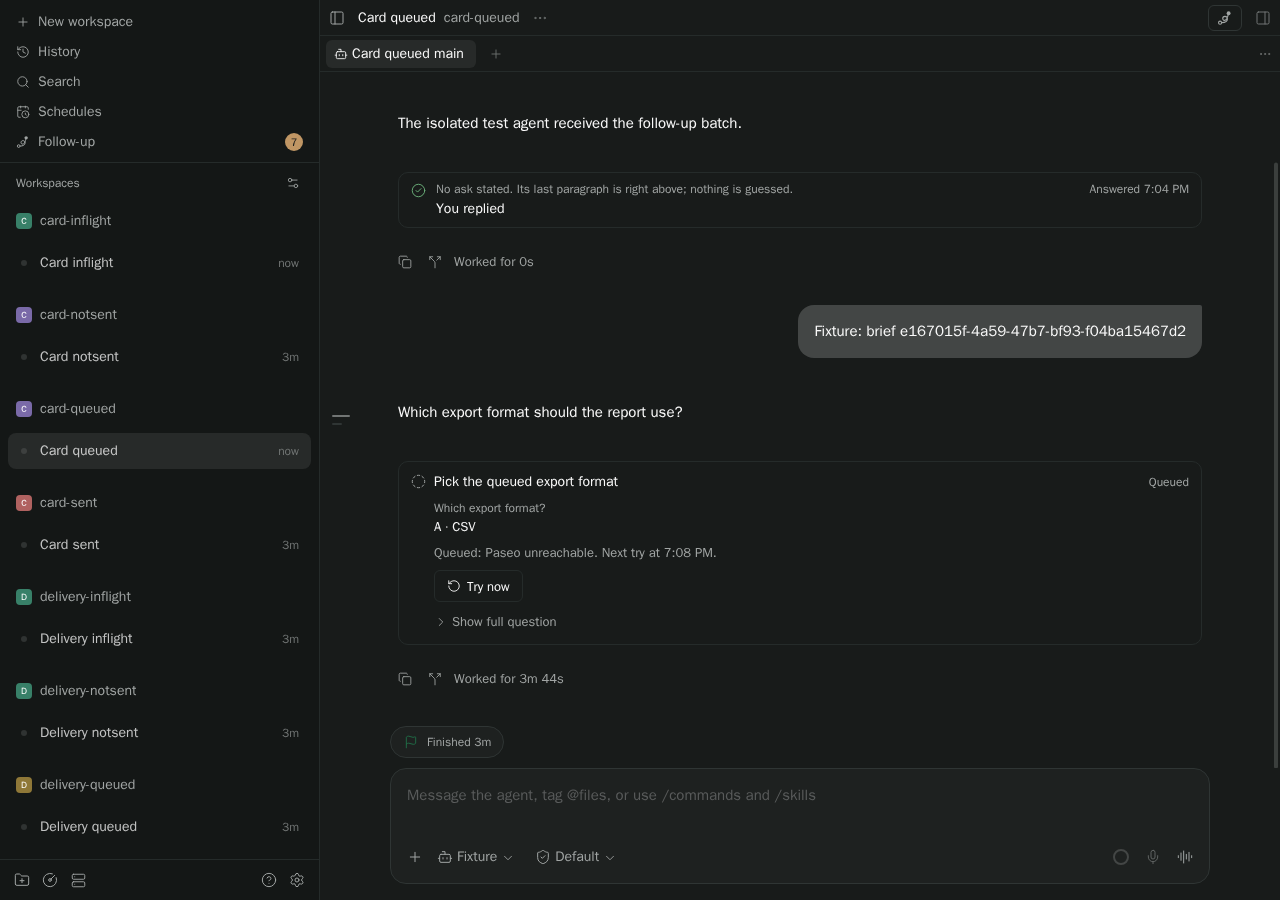 New workspace
History
Search
Schedules
Follow-up
7
Workspaces
C card-inflight
Card inflight now
C card-notsent
Card notsent 3m
C card-queued
Card queued now
C card-sent
Card sent 3m
D delivery-inflight
Delivery inflight 3m
D delivery-notsent
Delivery notsent 3m
D delivery-queued
Delivery queued 3m
Card queued card-queued
Card queued main
The isolated test agent received the follow-up batch.
No ask stated. Its last paragraph is right above; nothing is guessed. Answered 7:04 PM
You replied
Worked for 0s
Fixture: brief e167015f-4a59-47b7-bf93-f04ba15467d2
Which export format should the report use?
Pick the queued export format Queued
Which export format?
A · CSV
Queued: Paseo unreachable. Next try at 7:08 PM.
Try now
Show full question
Worked for 3m 44s
Finished 3m
Message the agent, tag @files, or use /commands and /skills
Fixture Default